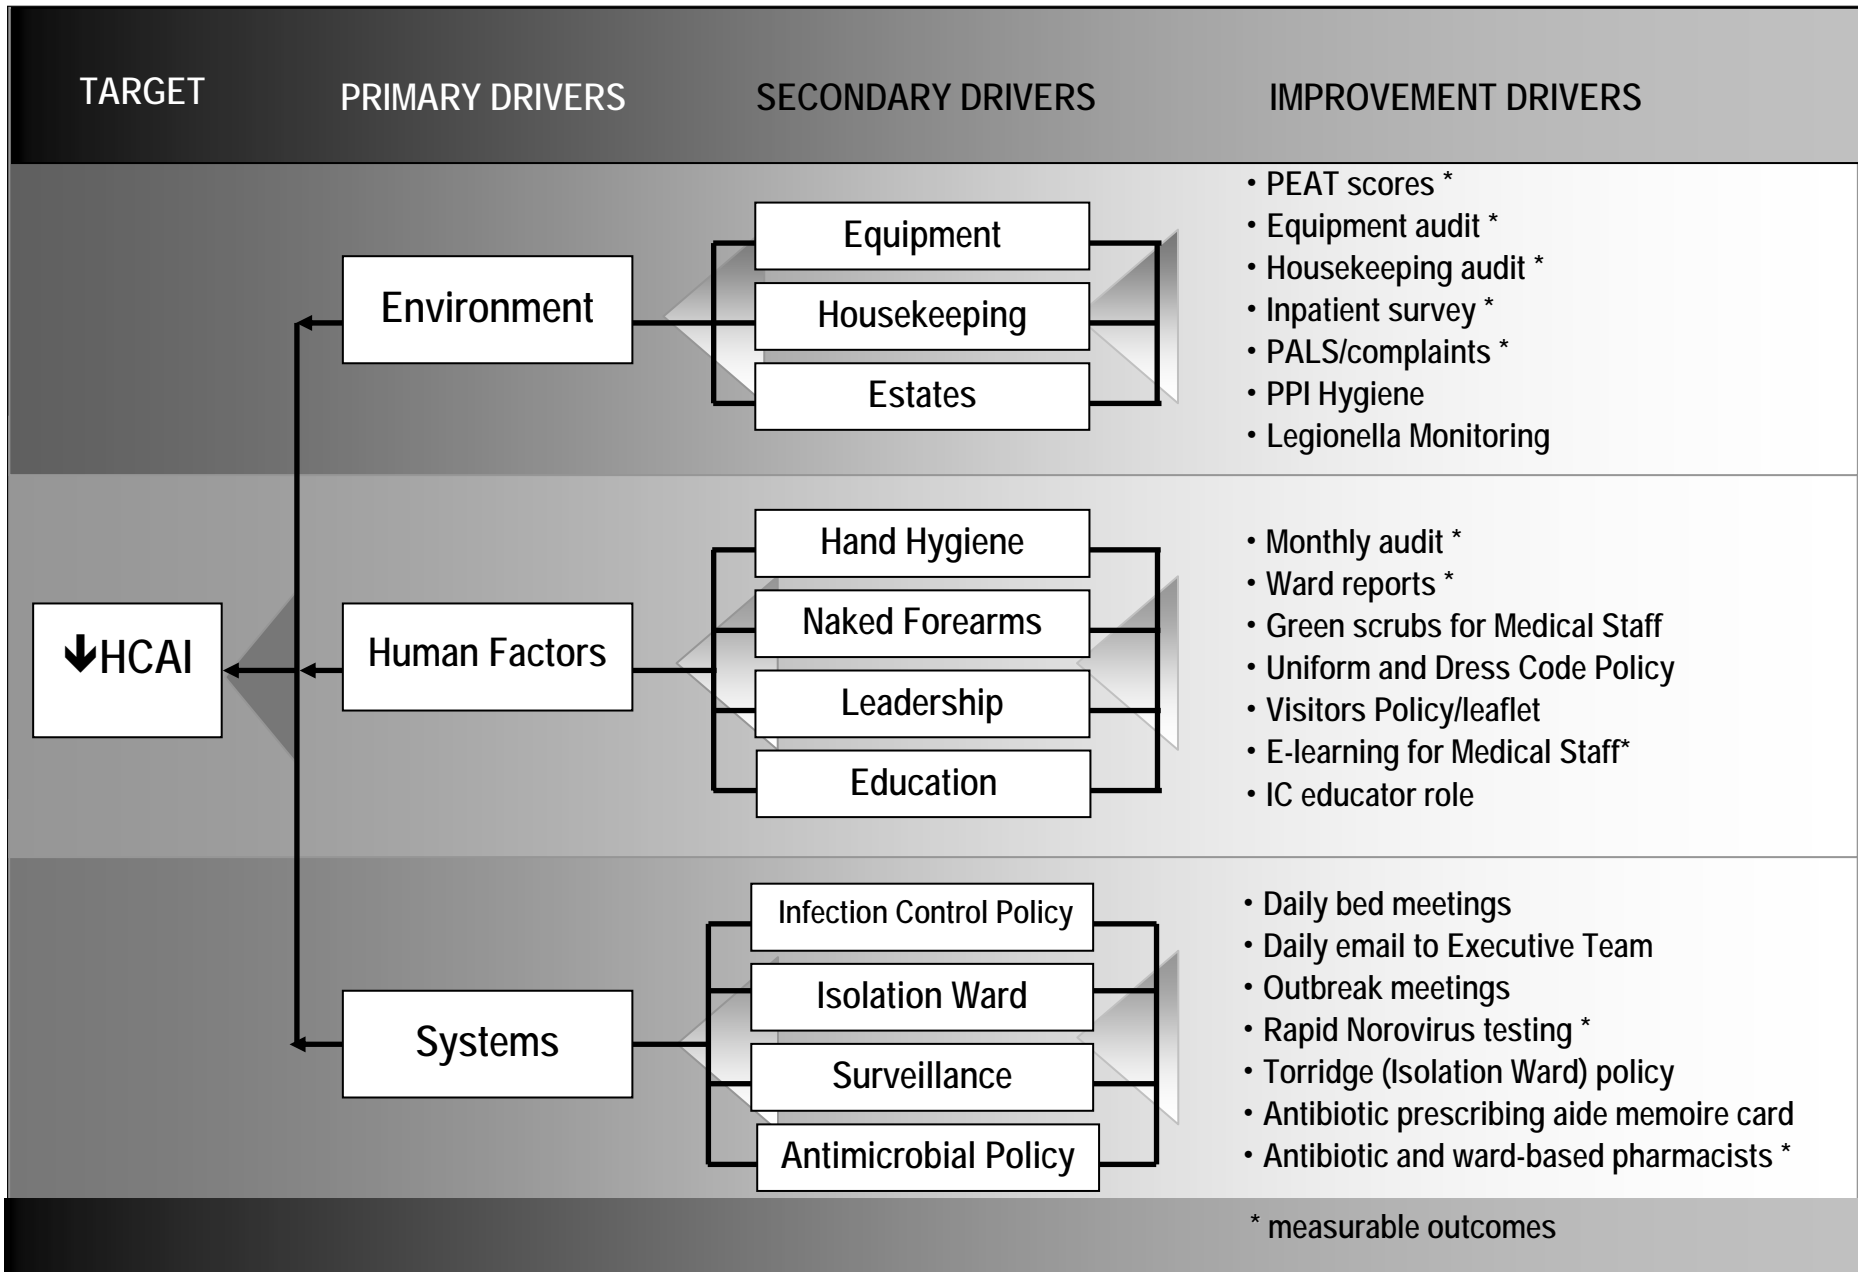 TARGET
PRIMARY DRIVERS
SECONDARY DRIVERS
IMPROVEMENT DRIVERS
🡻HCAI
Environment
Equipment
Housekeeping
Estates
• PEAT scores *
• Equipment audit *
• Housekeeping audit *
• Inpatient survey *
• PALS/complaints *
• PPI Hygiene
• Legionella Monitoring
Human Factors
Hand Hygiene
Naked Forearms
Leadership
Education
• Monthly audit *
• Ward reports *
• Green scrubs for Medical Staff
• Uniform and Dress Code Policy
• Visitors Policy/leaflet
• E-learning for Medical Staff*
• IC educator role
Systems
Infection Control Policy
Isolation Ward
Surveillance
Antimicrobial Policy
• Daily bed meetings
• Daily email to Executive Team
• Outbreak meetings
• Rapid Norovirus testing *
• Torridge (Isolation Ward) policy
• Antibiotic prescribing aide memoire card
• Antibiotic and ward-based pharmacists *
* measurable outcomes